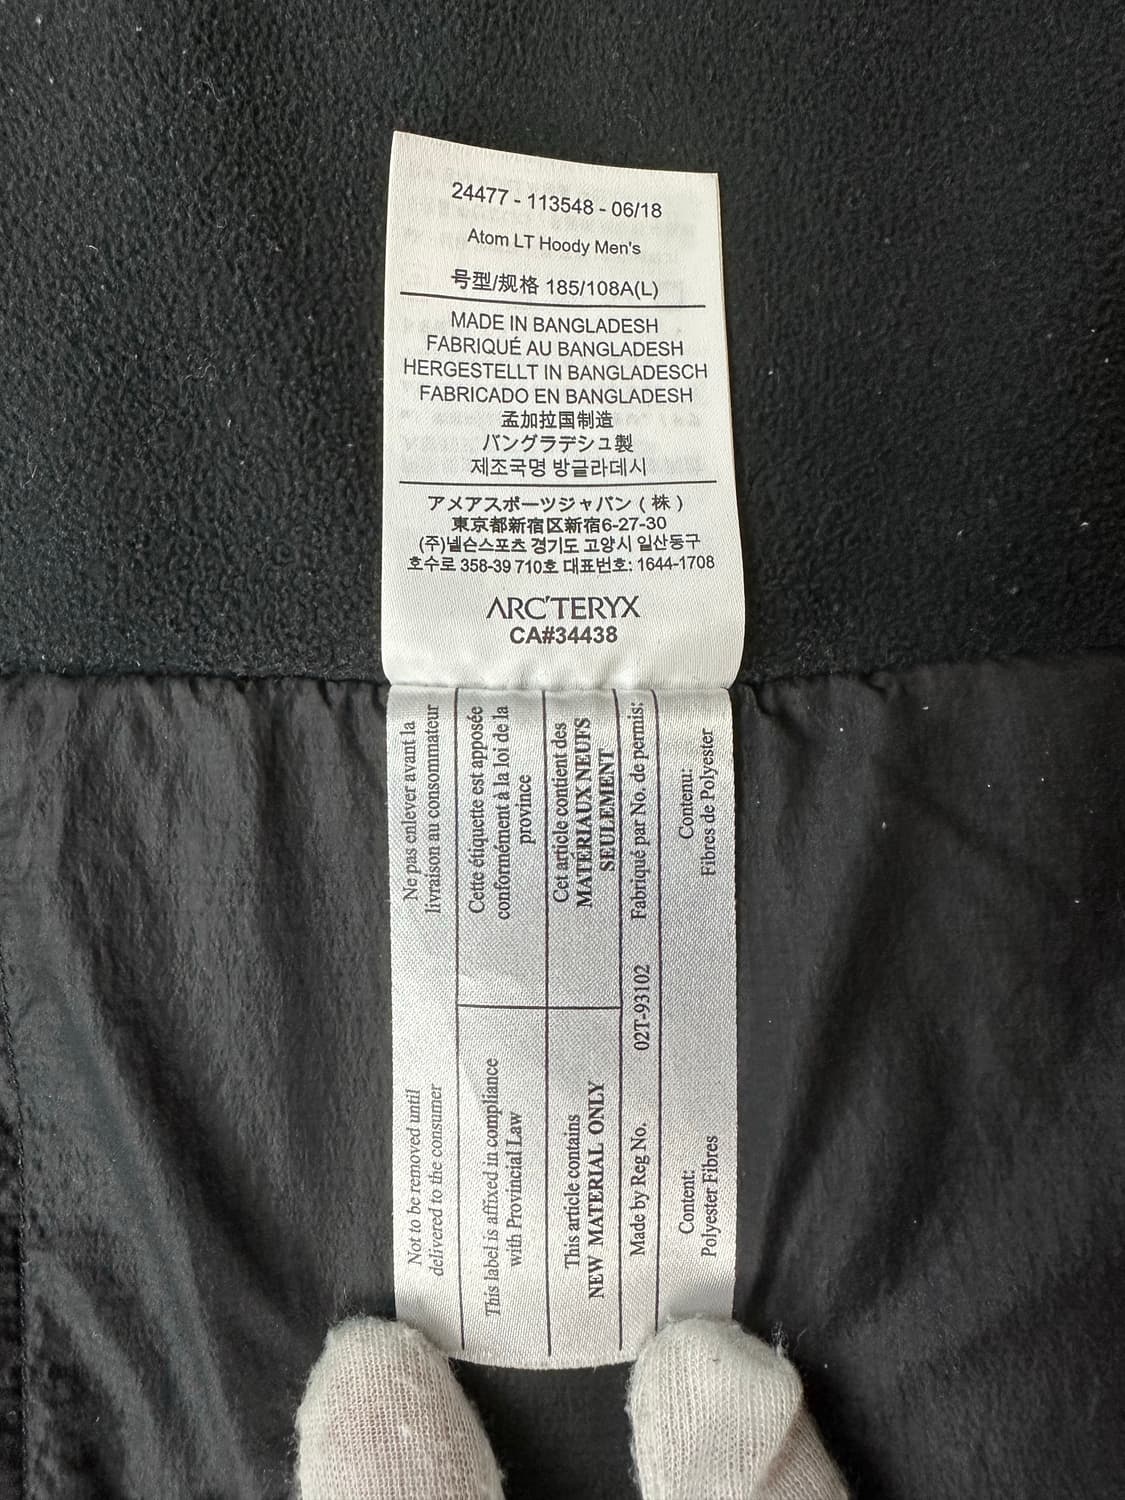 24477 - 113548 - 06/18
Atom LT Hoody Men's
号型/规格 185/108A(L)
MADE IN BANGLADESH
FABRIQUÉ AU BANGLADESH
HERGESTELLT IN BANGLADESCH
FABRICADO EN BANGLADESH
孟加拉国制造
バングラデシュ製
제조국명 방글라데시
アメアスポーツジャパン ( 株 )
東京都新宿区新宿6-27-30
(주)넬슨스포츠 경기도 고양시 일산동구
호수로 358-39 710호 대표번호: 1644-1708
ARC'TERYX
CA#34438
Not to be removed until
delivered to the consumer
Ne pas enlever avant la
livraison au consommateur
This label is affixed in compliance
with Provincial Law
Cette étiquette est apposée
conformément à la loi de la
province
This article contains
NEW MATERIAL ONLY
Cet article contient des
MATERIAUX NEUFS
SEULEMENT
Made by Reg No. 02T-93102 Fabriqué par No. de permis:
Content:
Polyester Fibres
Contenu:
Fibres de Polyester